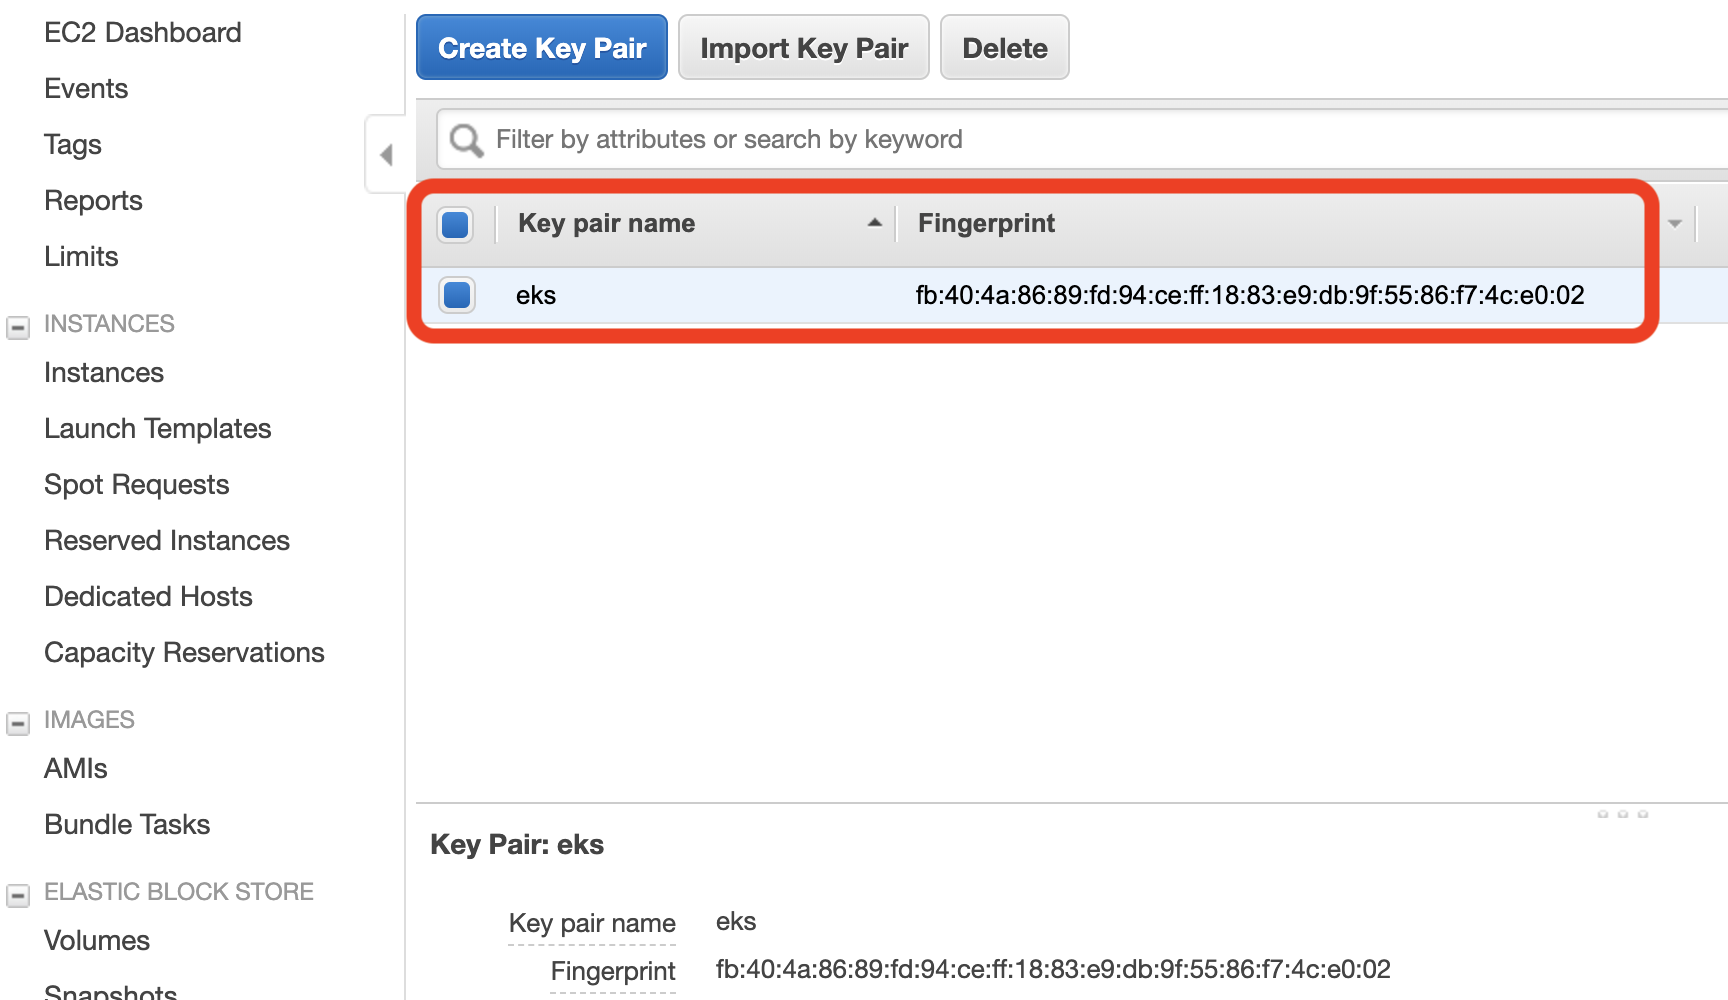 EC2 Dashboard
Events
Tags
Reports
Limits
INSTANCES
Instances
Launch Templates
Spot Requests
Reserved Instances
Dedicated Hosts
Capacity Reservations
IMAGES
AMIs
Bundle Tasks
ELASTIC BLOCK STORE
Volumes
Snapshots
Create Key Pair Import Key Pair Delete
Filter by attributes or search by keyword
Key pair name Fingerprint
eks fb:40:4a:86:89:fd:94:ce:ff:18:83:e9:db:9f:55:86:f7:4c:e0:02
Key Pair: eks
Key pair name eks
Fingerprint fb:40:4a:86:89:fd:94:ce:ff:18:83:e9:db:9f:55:86:f7:4c:e0:02